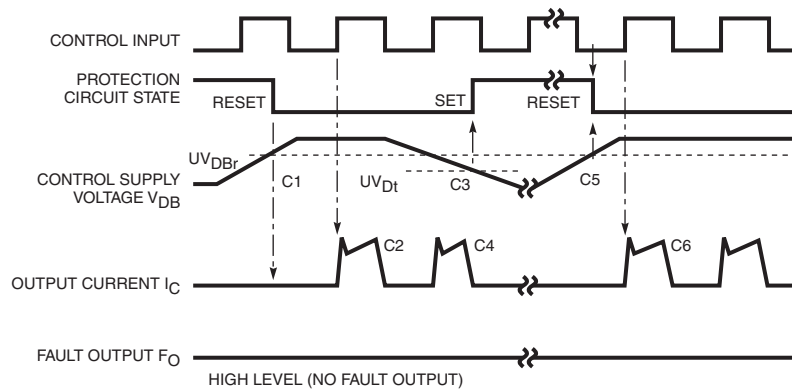 CONTROL INPUT
PROTECTION
CIRCUIT STATE
RESET
SET
RESET
UVDBr
C1
UVDt
C3
C5
CONTROL SUPPLY
VOLTAGE VDB
C2
C4
C6
OUTPUT CURRENT IC
FAULT OUTPUT FO
HIGH LEVEL (NO FAULT OUTPUT)